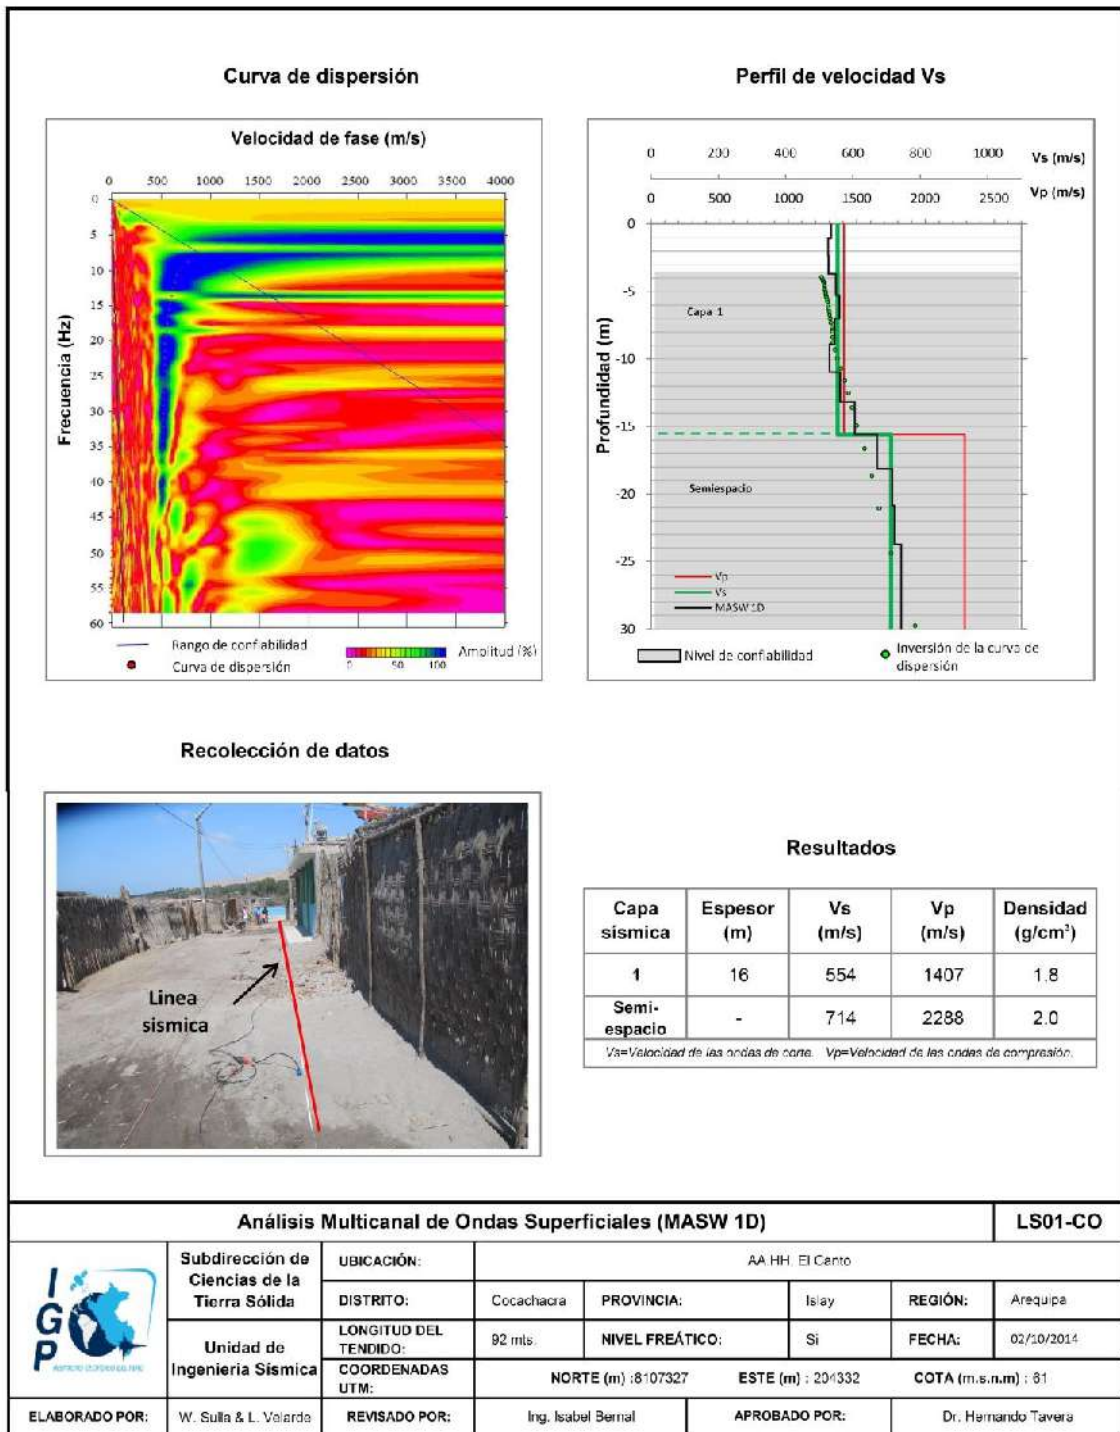 Curva de dispersión
Perfil de velocidad Vs
Velocidad de fase (m/s)
0 500 1000 1500 2000 2500 3000 3500 4000
Frecuencia (Hz)
0
5
10
15
20
25
30
35
40
45
50
55
60
Rango de confiabilidad
Curva de dispersión
Amplitud (%)
0 50 100
0 200 400 600 800 1000 Vs (m/s)
Vp (m/s)
0 500 1000 1500 2000 2500
Profundidad (m)
0
-5
-10
-15
-20
-25
30
Capa 1
Semiespacio
Vp
Vs
MASW 1D
Nivel de confiabilidad
Inversión de la curva de dispersión
Recolección de datos
Linea sismica
Resultados
Capa sismica Espesor (m) Vs (m/s) Vp (m/s) Densidad (g/cm³)
1 16 554 1407 1.8
Semi-espacio - 714 2288 2.0
Vs=Velocidad de las ondas de corte. Vp=Velocidad de las ondas de compresión.
Análisis Multicanal de Ondas Superficiales (MASW 1D) LS01-CO
IGP
Subdirección de Ciencias de la Tierra Sólida
Unidad de Ingenieria Sísmica
UBICACIÓN: AA.HH. El Canto
DISTRITO: Cocachacra PROVINCIA: Islay REGIÓN: Arequipa
LONGITUD DEL TENDIDO: 92 mts. NIVEL FREÁTICO: Si FECHA: 02/10/2014
COORDENADAS UTM: NORTE (m) :8107327 ESTE (m) : 204332 COTA (m.s.n.m) : 61
ELABORADO POR: W. Sulla & L. Velarde REVISADO POR: Ing. Isabel Bernal APROBADO POR: Dr. Hernando Tavera